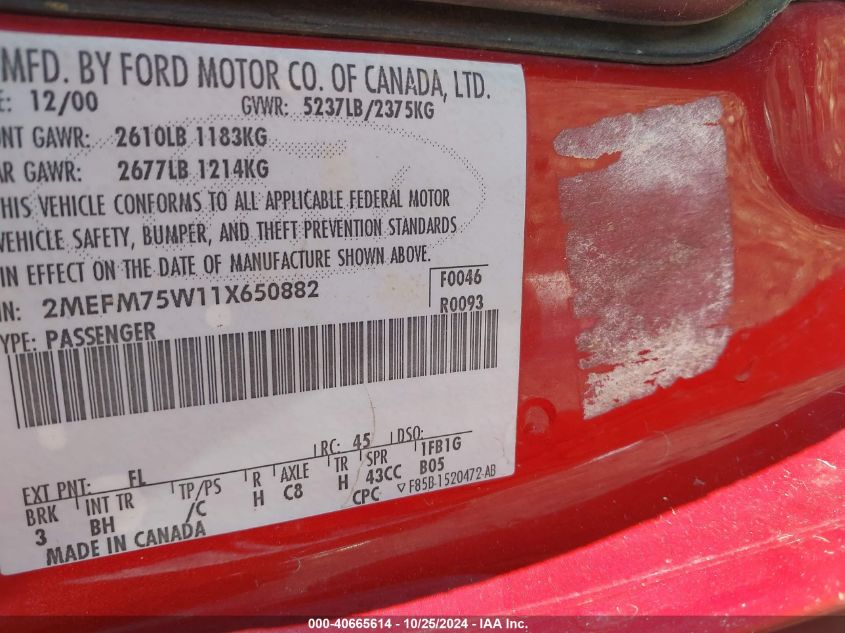 MFD. BY FORD MOTOR CO. OF CANADA, LTD.
E: 12/00 GVWR: 5237LB/2375KG
ONT GAWR: 2610LB 1183KG
AR GAWR: 2677LB 1214KG
THIS VEHICLE CONFORMS TO ALL APPLICABLE FEDERAL MOTOR
VEHICLE SAFETY, BUMPER, AND THEFT PREVENTION STANDARDS
IN EFFECT ON THE DATE OF MANUFACTURE SHOWN ABOVE.
IN: 2MEFM75W11X650882 F0046
YPE: PASSENGER R0093
EXT PNT: FL RC: 45 DSO:
BRK INT TR TP/PS R AXLE TR SPR 1FB1G
3 BH /C H C8 H 43CC B05
CPC F85B-1520472-AB
MADE IN CANADA
000-40665614 - 10/25/2024 - IAA Inc.